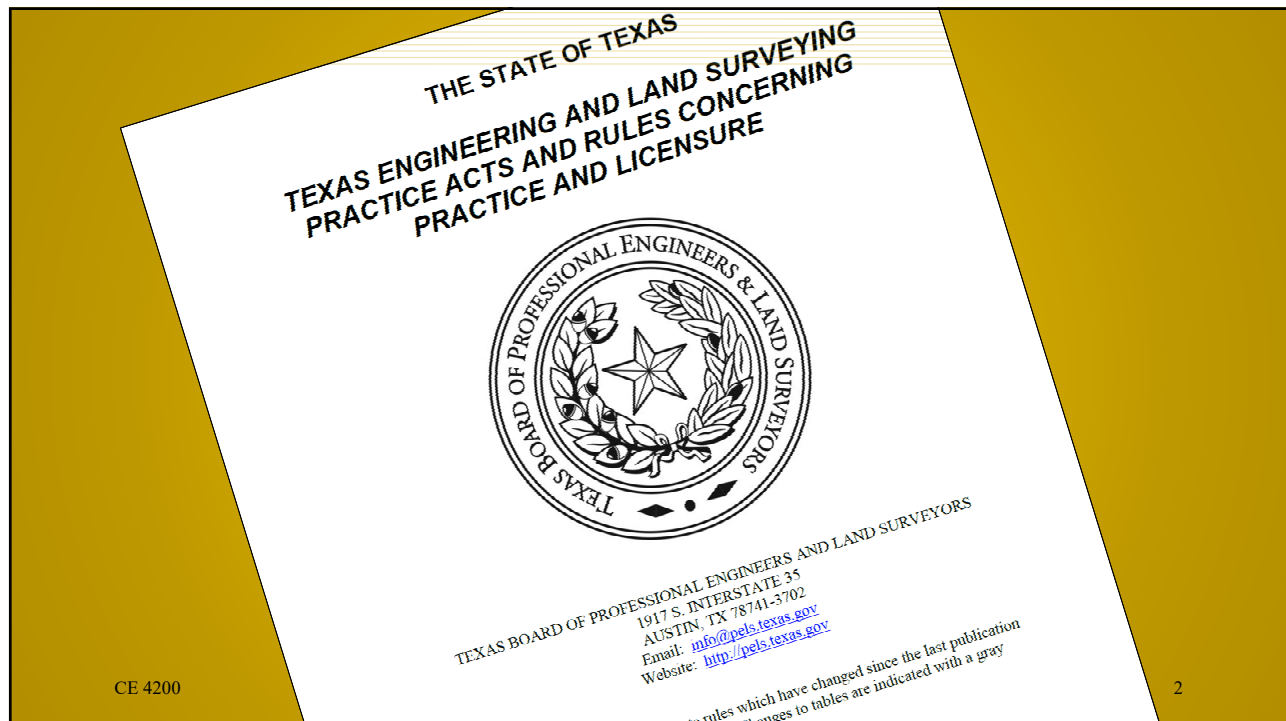 THE STATE OF TEXAS
TEXAS ENGINEERING AND LAND SURVEYING
PRACTICE ACTS AND RULES CONCERNING
PRACTICE AND LICENSURE
TEXAS BOARD OF PROFESSIONAL ENGINEERS & LAND SURVEYORS
TEXAS BOARD OF PROFESSIONAL ENGINEERS AND LAND SURVEYORS
1917 S. INTERSTATE 35
AUSTIN, TX 78741-3702
Email: info@pels.texas.gov
Website: http://pels.texas.gov
rules which have changed since the last publication
changes to tables are indicated with a gray
CE 4200
2